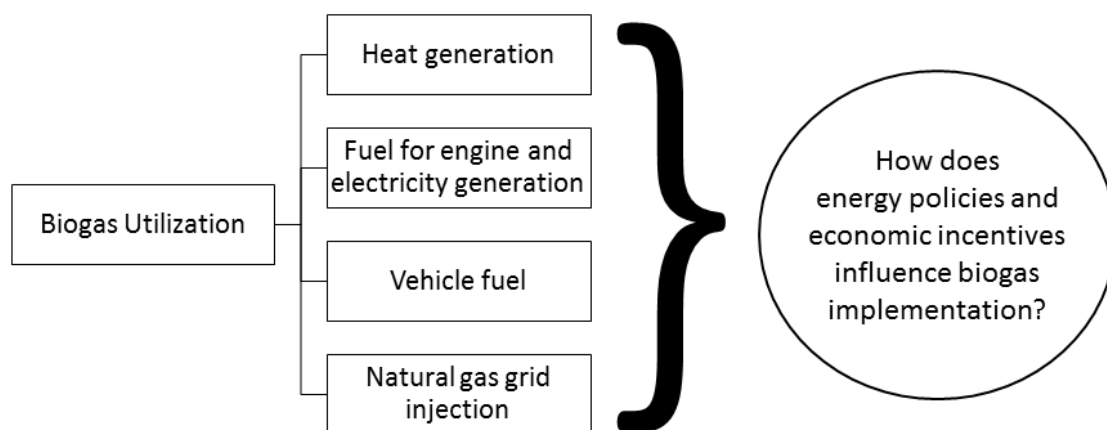 Biogas Utilization
Heat generation
Fuel for engine and
electricity generation
Vehicle fuel
Natural gas grid
injection
How does
energy policies and
economic incentives
influence biogas
implementation?